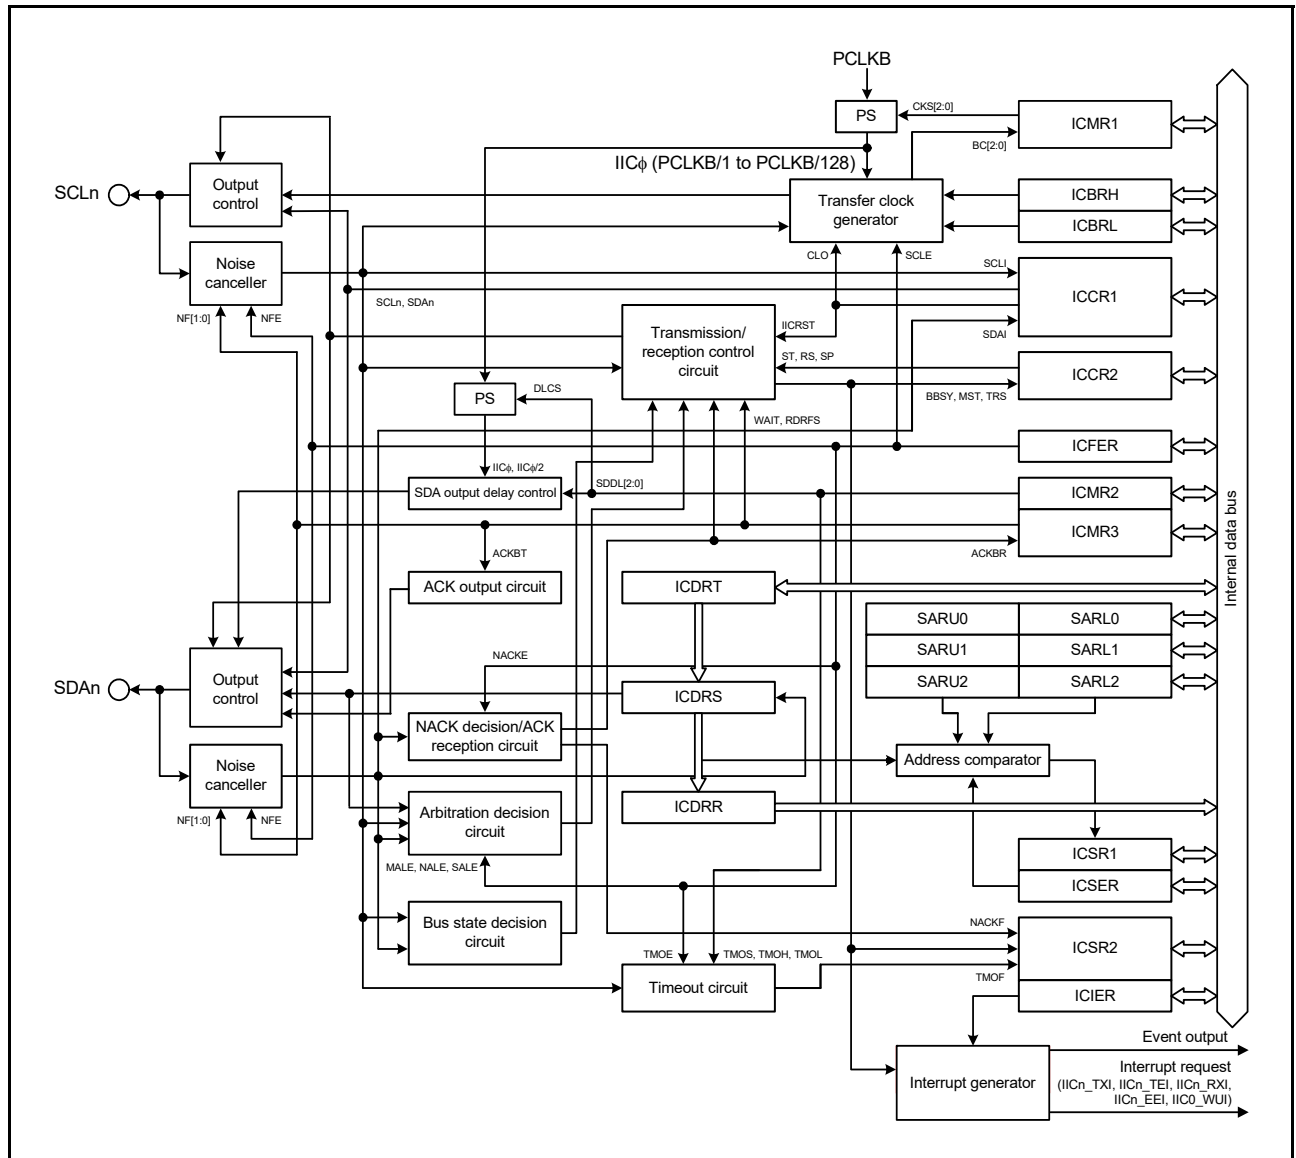 PCLKB
PS
CKS[2:0]
ICMR1
BC[2:0]
IICϕ (PCLKB/1 to PCLKB/128)
SCLn
Output
control
Transfer clock
generator
ICBRH
ICBRL
Noise
canceller
CLO
SCLE
SCLI
ICCR1
SCLn, SDAn
NF[1:0]
NFE
Transmission/
reception control
circuit
IICRST
SDAI
ST, RS, SP
ICCR2
BBSY, MST, TRS
PS
DLCS
WAIT, RDRFS
ICFER
IICϕ, IICϕ/2
SDA output delay control
SDDL[2:0]
ICMR2
ICMR3
ACKBT
ACKBR
Internal data bus
ACK output circuit
ICDRT
SARU0
SARL0
SARU1
SARL1
SARU2
SARL2
NACKE
SDAn
Output
control
ICDRS
NACK decision/ACK
reception circuit
Address comparator
Noise
canceller
NF[1:0]
NFE
Arbitration decision
circuit
ICDRR
MALE, NALE, SALE
ICSR1
ICSER
Bus state decision
circuit
NACKF
ICSR2
TMOE
TMOS, TMOH, TMOL
TMOF
Timeout circuit
ICIER
Event output
Interrupt generator
Interrupt request
(IICn_TXI, IICn_TEI, IICn_RXI,
IICn_EEI, IIC0_WUI)